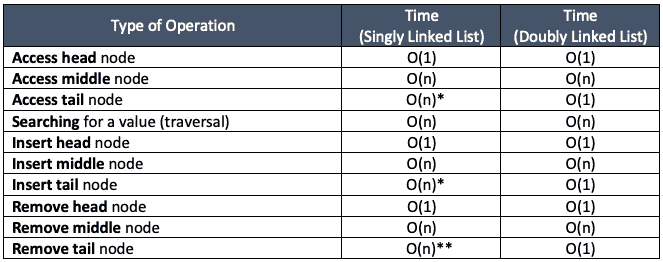 Type of Operation Time (Singly Linked List) Time (Doubly Linked List)
Access head node O(1) O(1)
Access middle node O(n) O(n)
Access tail node O(n)* O(1)
Searching for a value (traversal) O(n) O(n)
Insert head node O(1) O(1)
Insert middle node O(n) O(n)
Insert tail node O(n)* O(1)
Remove head node O(1) O(1)
Remove middle node O(n) O(n)
Remove tail node O(n)** O(1)